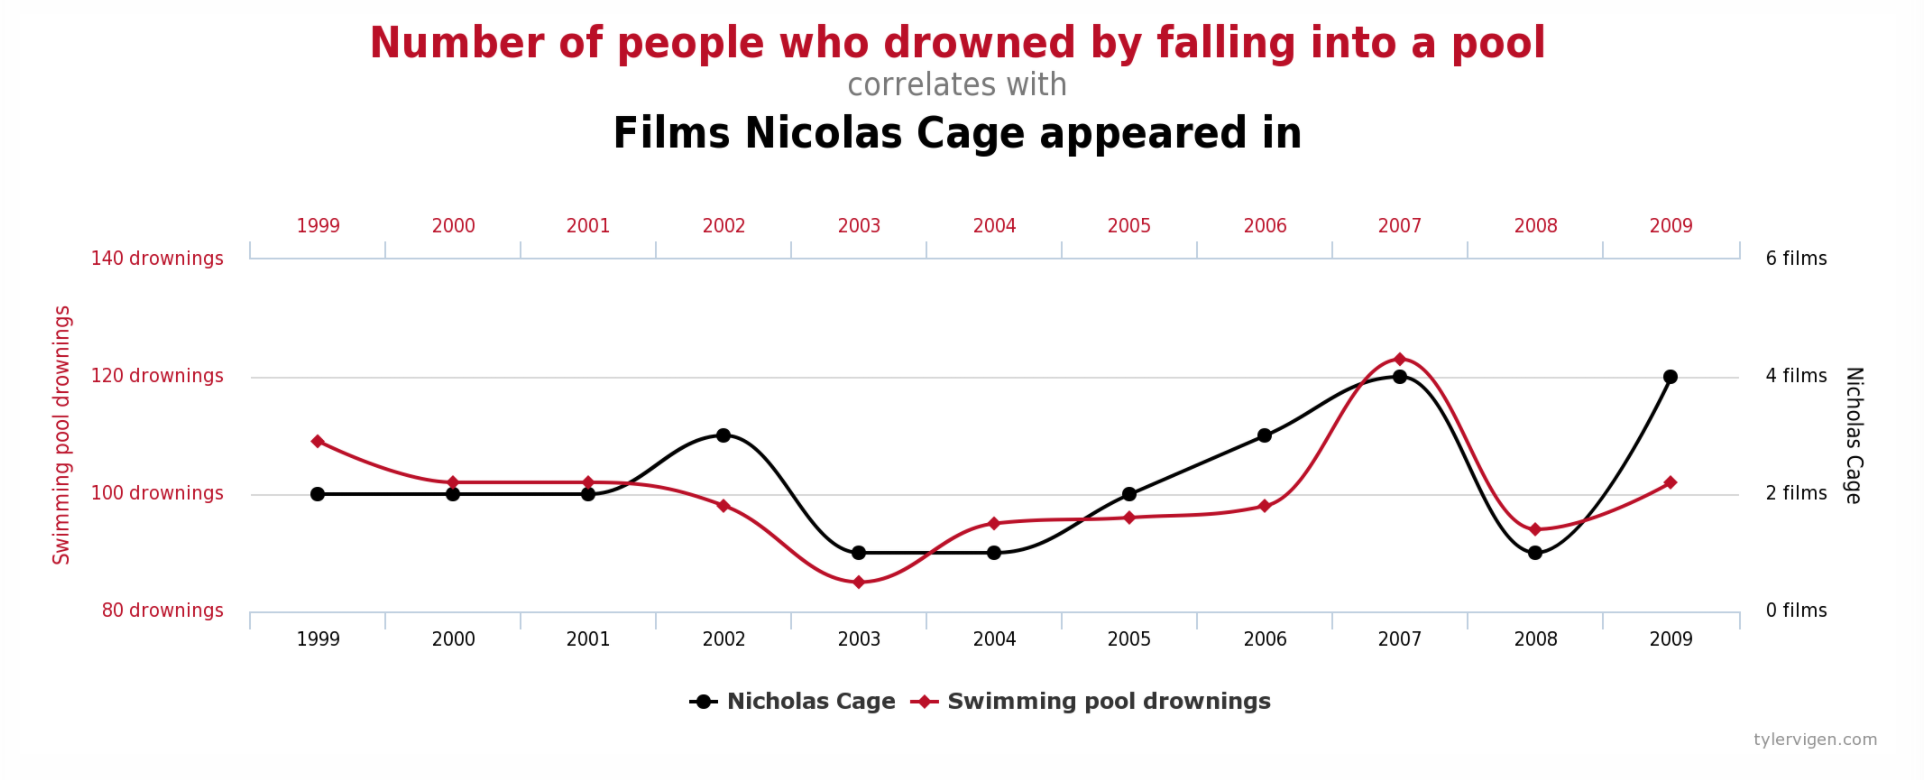 Number of people who drowned by falling into a pool
correlates with
Films Nicolas Cage appeared in
1999 2000 2001 2002 2003 2004 2005 2006 2007 2008 2009
140 drownings 6 films
120 drownings 4 films
100 drownings 2 films
80 drownings 0 films
Swimming pool drownings
Nicholas Cage
1999 2000 2001 2002 2003 2004 2005 2006 2007 2008 2009
Nicholas Cage Swimming pool drownings
tylervigen.com